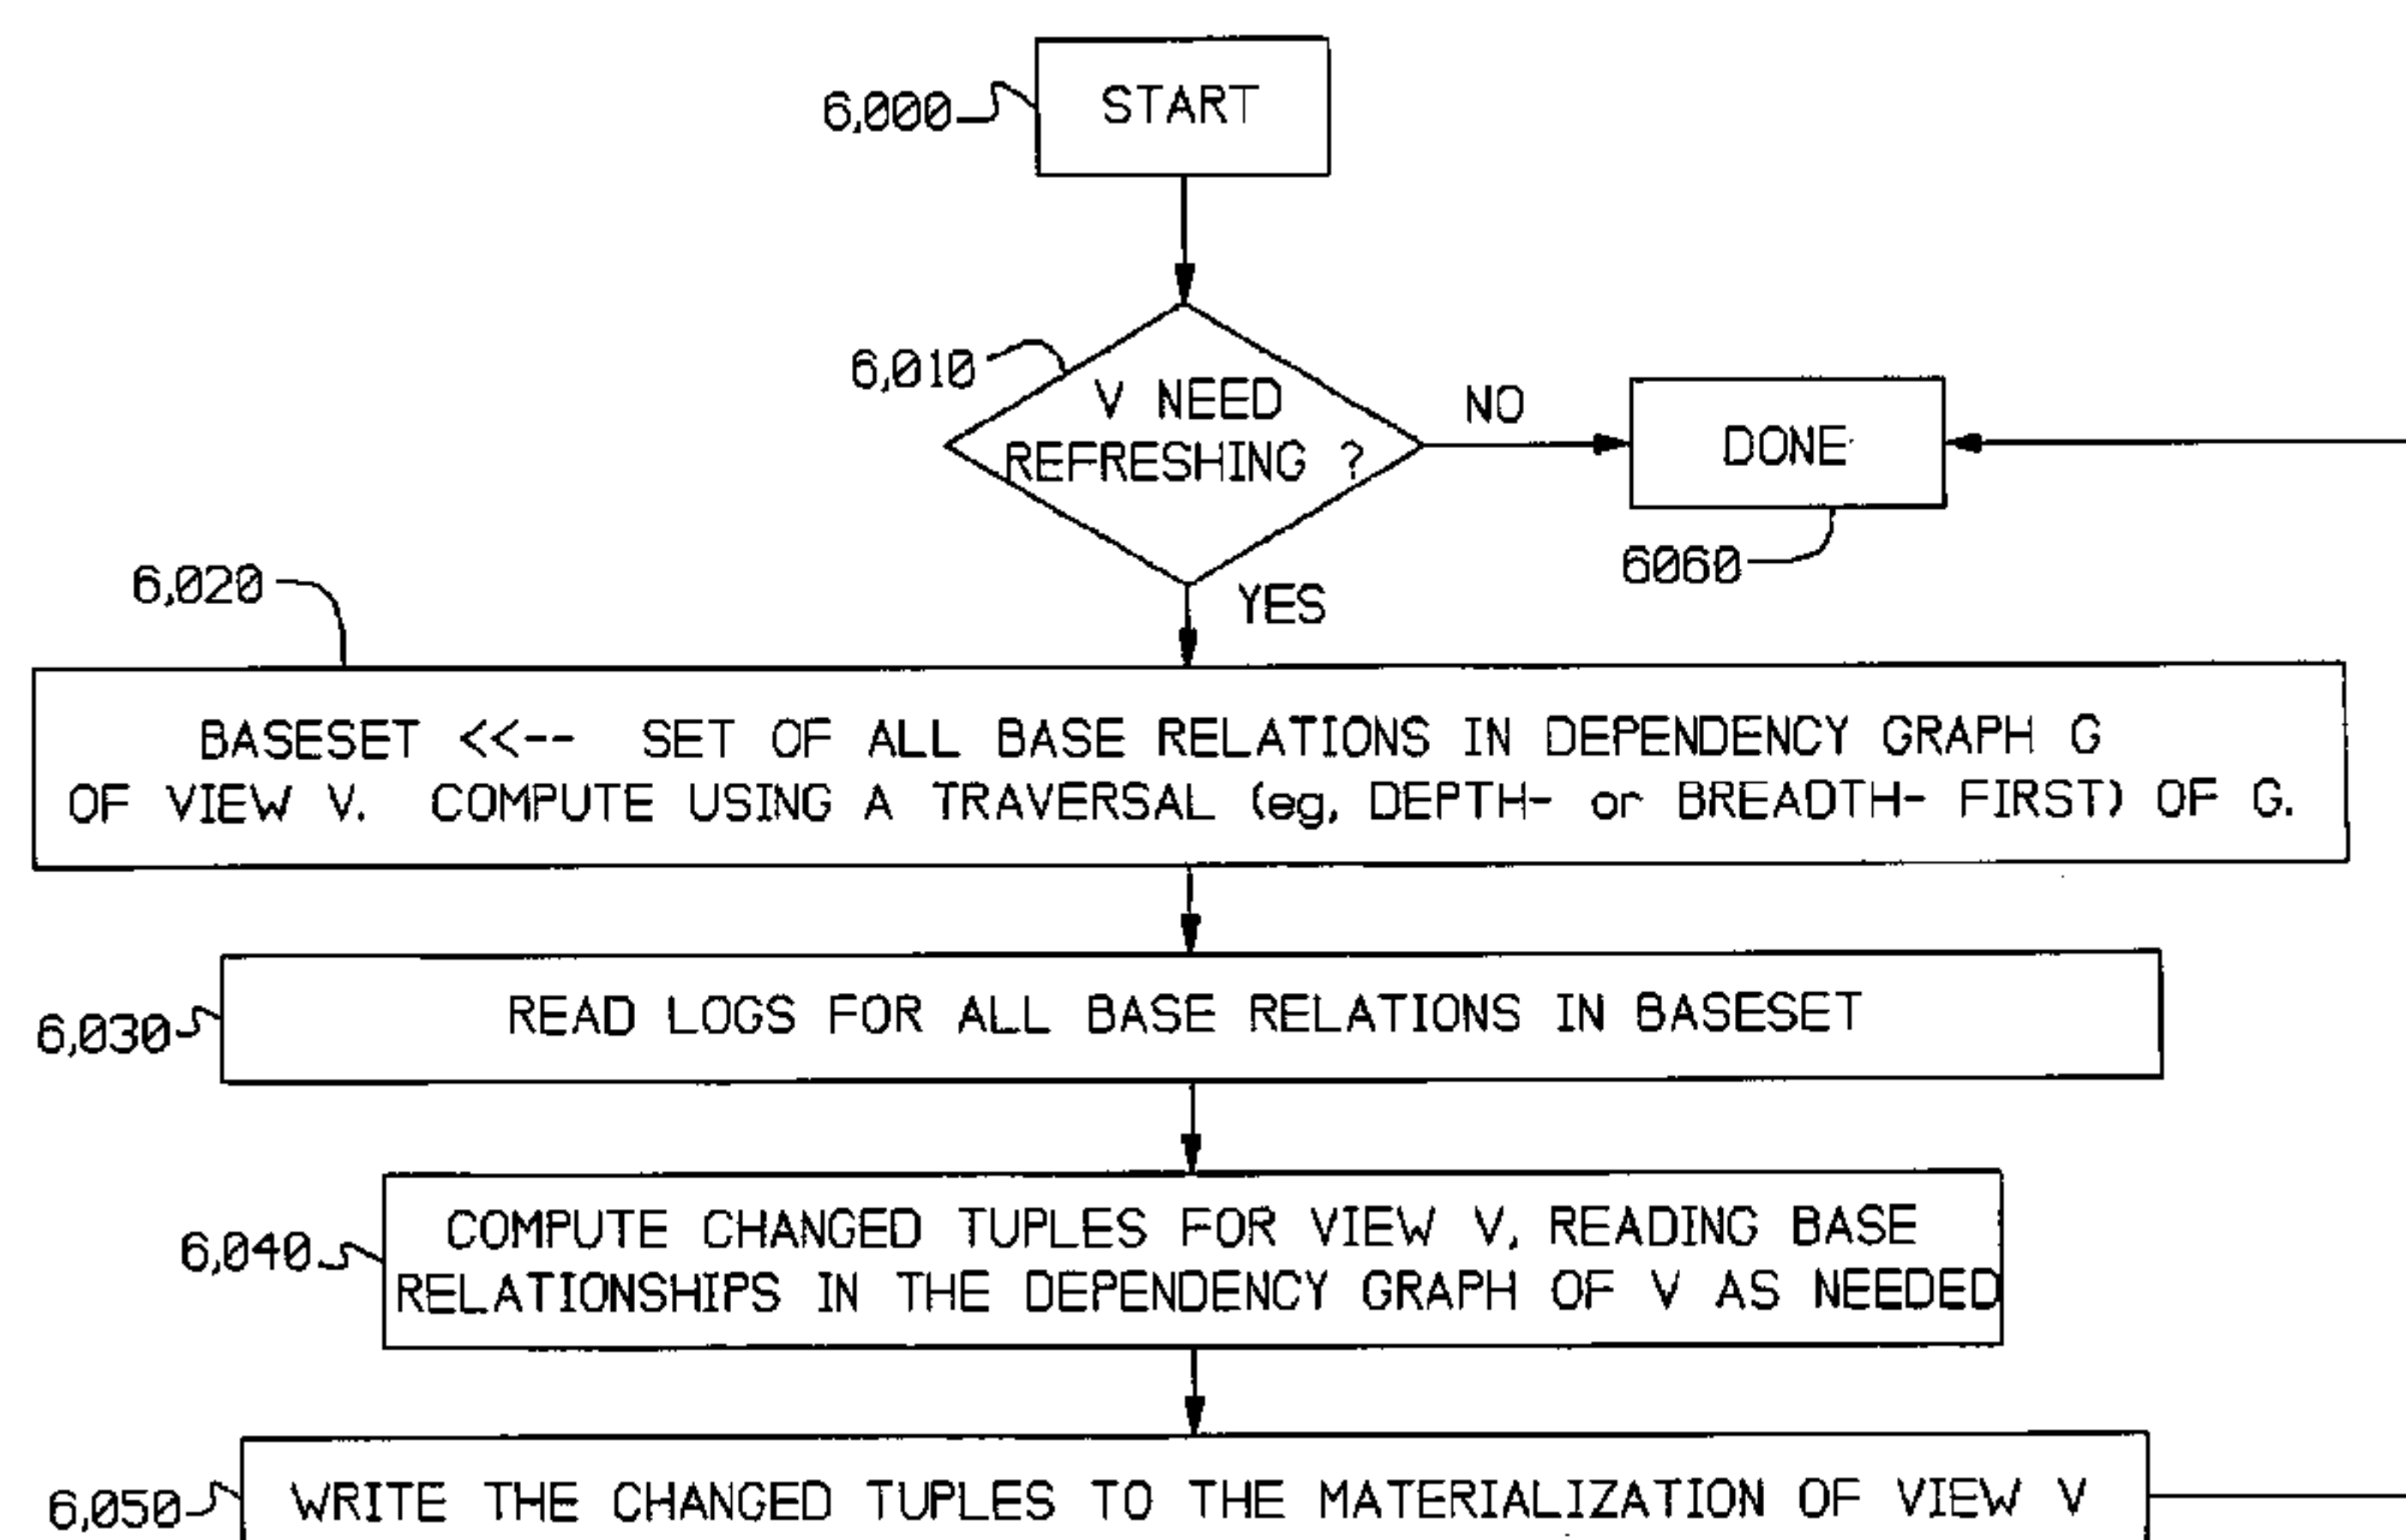 6,000
START
6,010
V NEED
REFRESHING ?
NO
DONE
6060
YES
6,020
BASESET <<-- SET OF ALL BASE RELATIONS IN DEPENDENCY GRAPH G
OF VIEW V. COMPUTE USING A TRAVERSAL (eg, DEPTH- or BREADTH- FIRST) OF G.
6,030
READ LOGS FOR ALL BASE RELATIONS IN BASESET
6,040
COMPUTE CHANGED TUPLES FOR VIEW V, READING BASE
RELATIONSHIPS IN THE DEPENDENCY GRAPH OF V AS NEEDED
6,050
WRITE THE CHANGED TUPLES TO THE MATERIALIZATION OF VIEW V